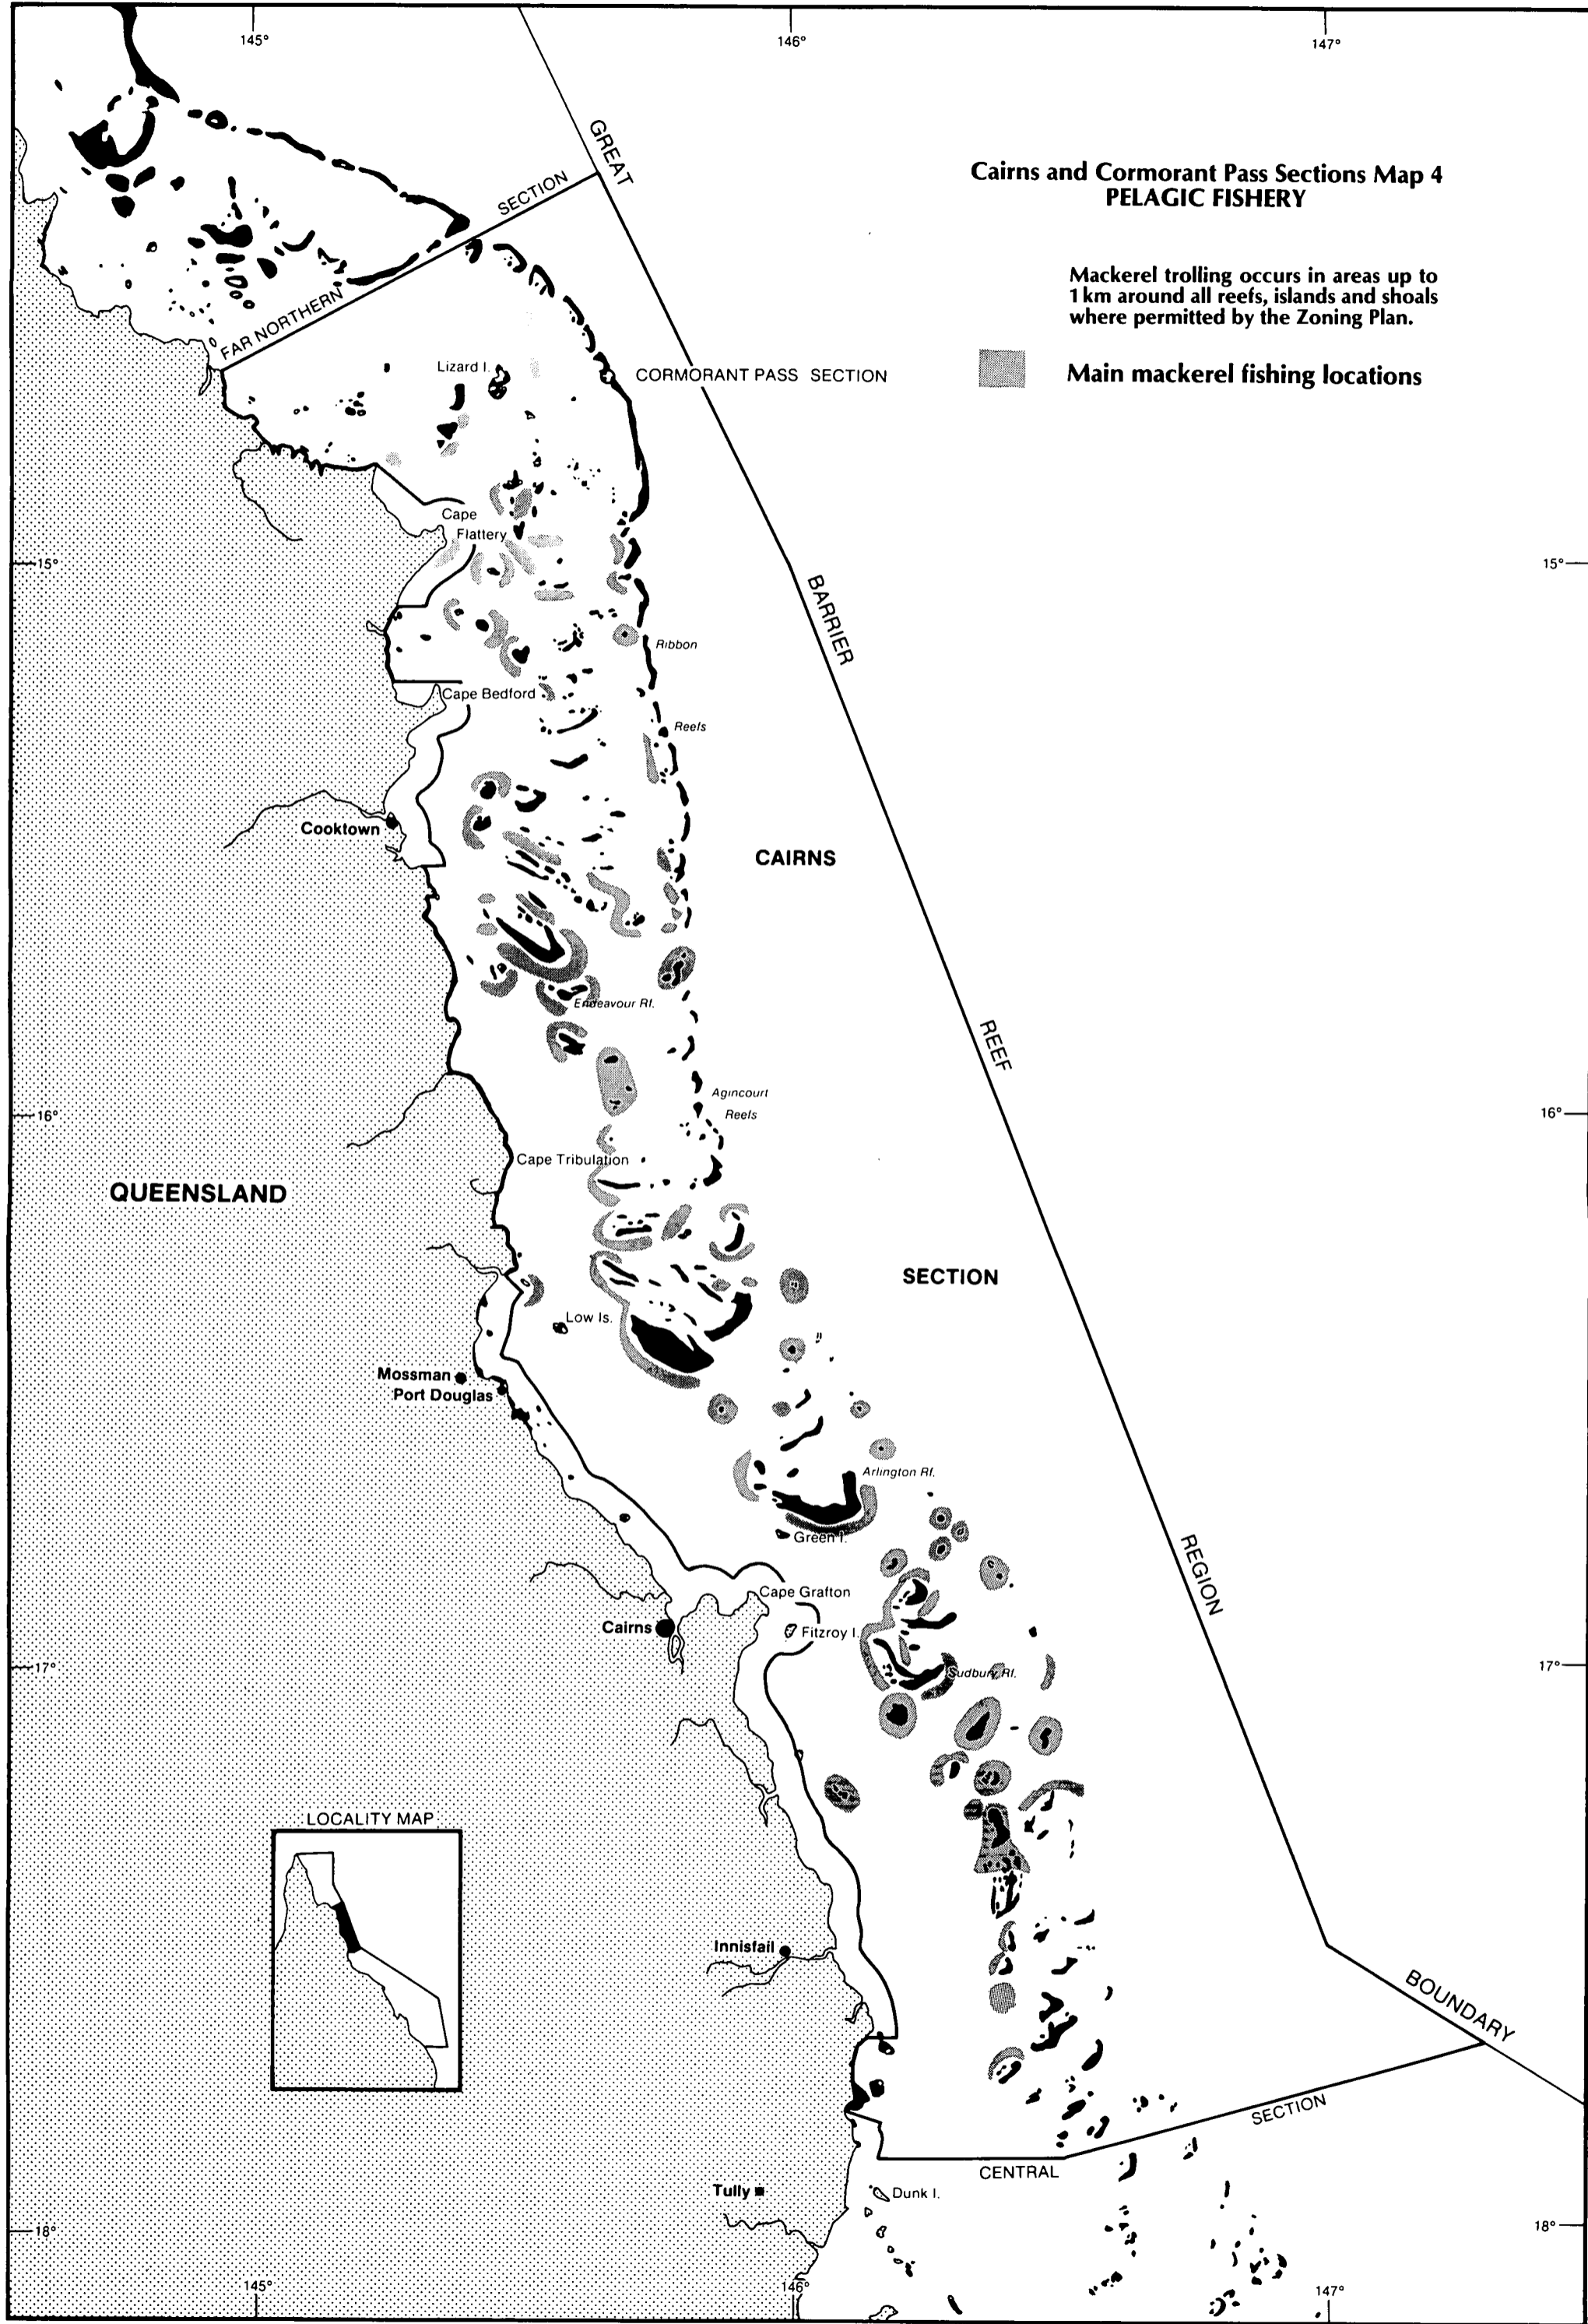 145°
146°
147°
GREAT
SECTION
Cairns and Cormorant Pass Sections Map 4
PELAGIC FISHERY
Mackerel trolling occurs in areas up to
1 km around all reefs, islands and shoals
where permitted by the Zoning Plan.
FAR NORTHERN
Lizard I.
CORMORANT PASS SECTION
Main mackerel fishing locations
Cape
Flattery
15°
15°
BARRIER
Ribbon
Cape Bedford
Reefs
Cooktown
CAIRNS
Endeavour Rf.
REEF
Agincourt
Reefs
16°
16°
Cape Tribulation
QUEENSLAND
SECTION
Low Is.
Mossman
Port Douglas
Arlington Rf.
Green I.
REGION
Cape Grafton
Cairns
Fitzroy I.
17°
Sudbury Rf.
17°
LOCALITY MAP
Innisfail
BOUNDARY
SECTION
CENTRAL
Tully
Dunk I.
18°
18°
145°
146°
147°